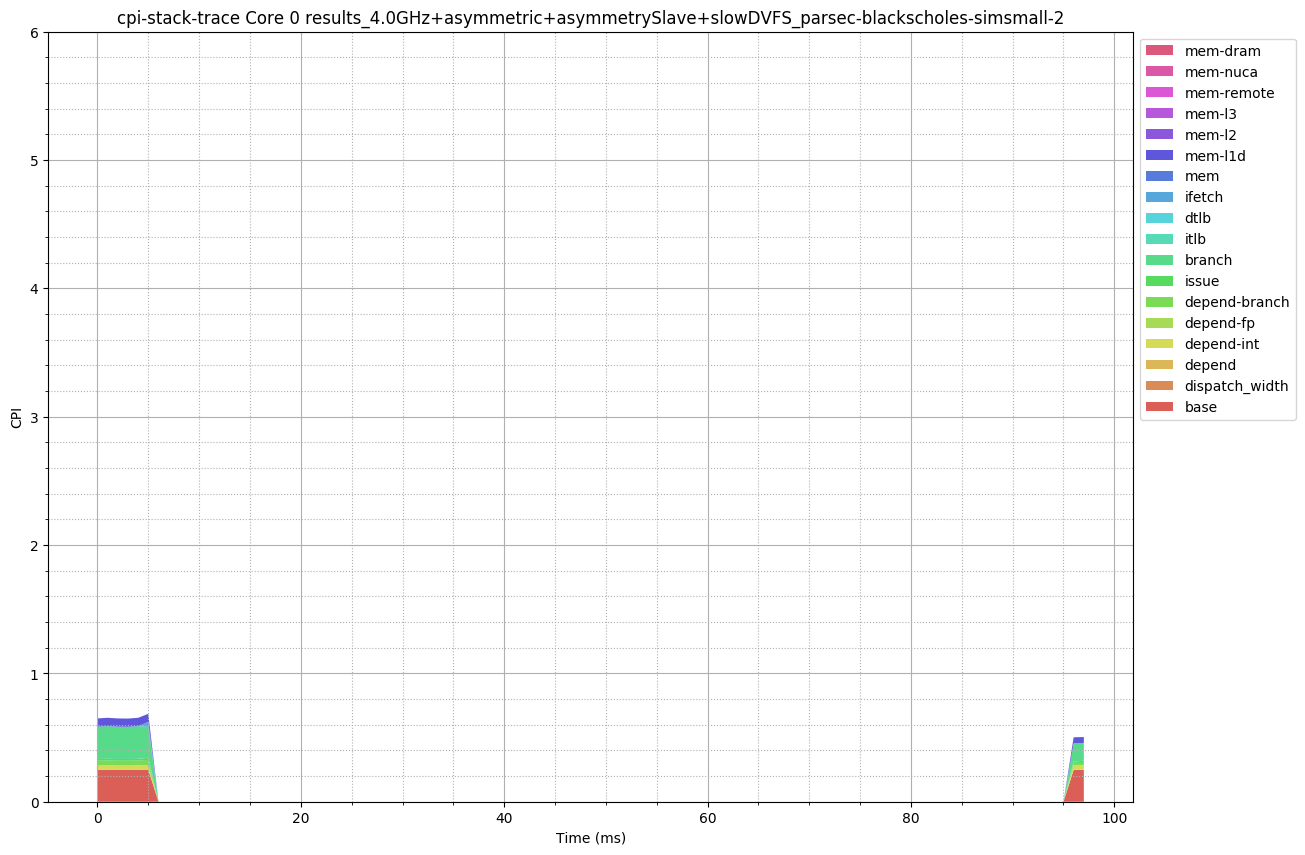 cpi-stack-trace Core 0 results_4.0GHz+asymmetric+asymmetrySlave+slowDVFS_parsec-blackscholes-simsmall-2
6
5
4
3
2
1
0
CPI
0 20 40 60 80 100
Time (ms)
mem-dram
mem-nuca
mem-remote
mem-l3
mem-l2
mem-l1d
mem
ifetch
dtlb
itlb
branch
issue
depend-branch
depend-fp
depend-int
depend
dispatch_width
base